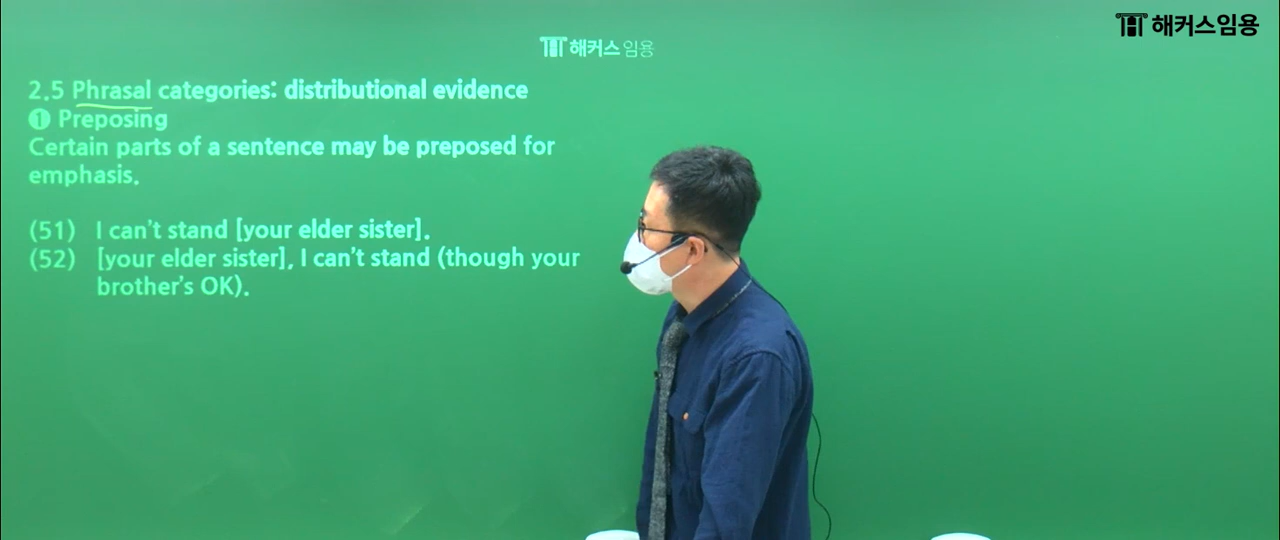 해커스임용
해커스 임용
2.5 Phrasal categories: distributional evidence
❶ Preposing
Certain parts of a sentence may be preposed for
emphasis.
(51) I can't stand [your elder sister].
(52) [your elder sister], I can't stand (though your
brother's OK).